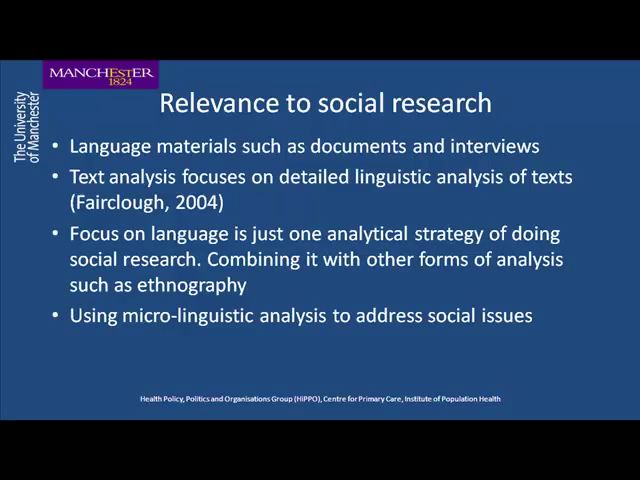 MANCHESTER
1824
The University
of Manchester
Relevance to social research
• Language materials such as documents and interviews
• Text analysis focuses on detailed linguistic analysis of texts
(Fairclough, 2004)
• Focus on language is just one analytical strategy of doing
social research. Combining it with other forms of analysis
such as ethnography
• Using micro-linguistic analysis to address social issues
Health Policy, Politics and Organisations Group (HiPPO), Centre for Primary Care, Institute of Population Health